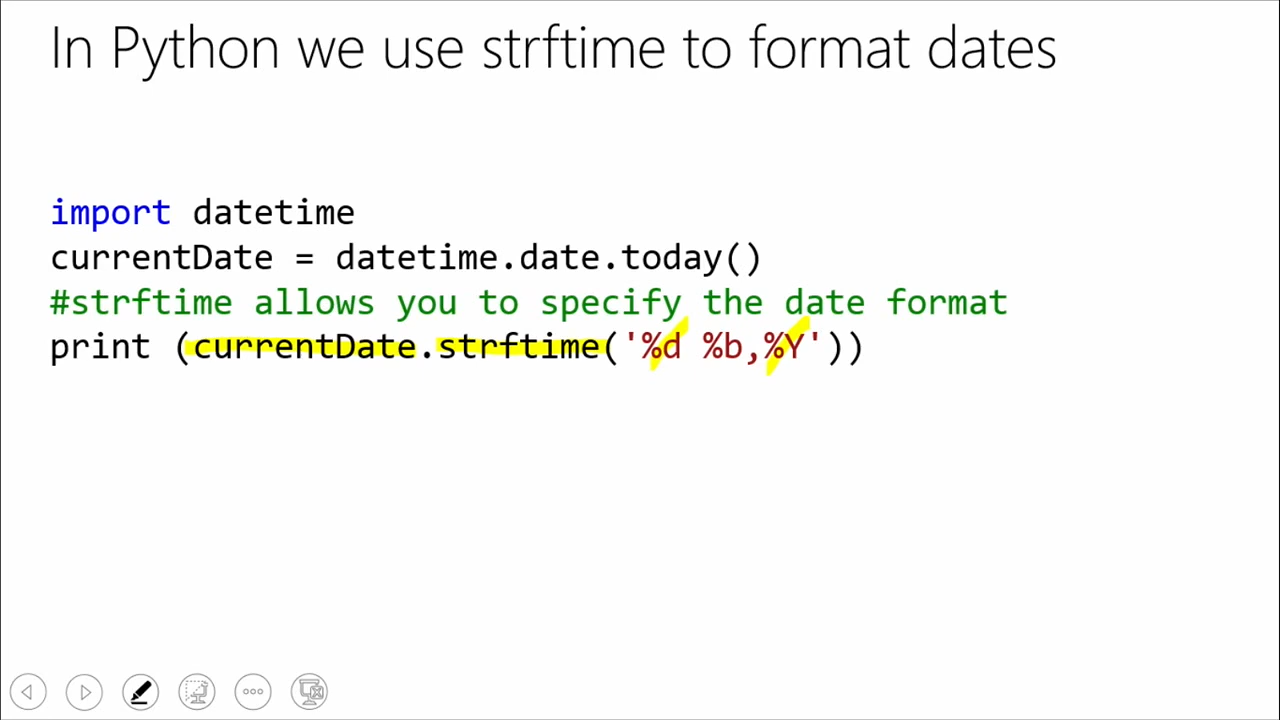 In Python we use strftime to format dates
import datetime
currentDate = datetime.date.today()
#strftime allows you to specify the date format
print (currentDate.strftime('%d %b,%Y'))